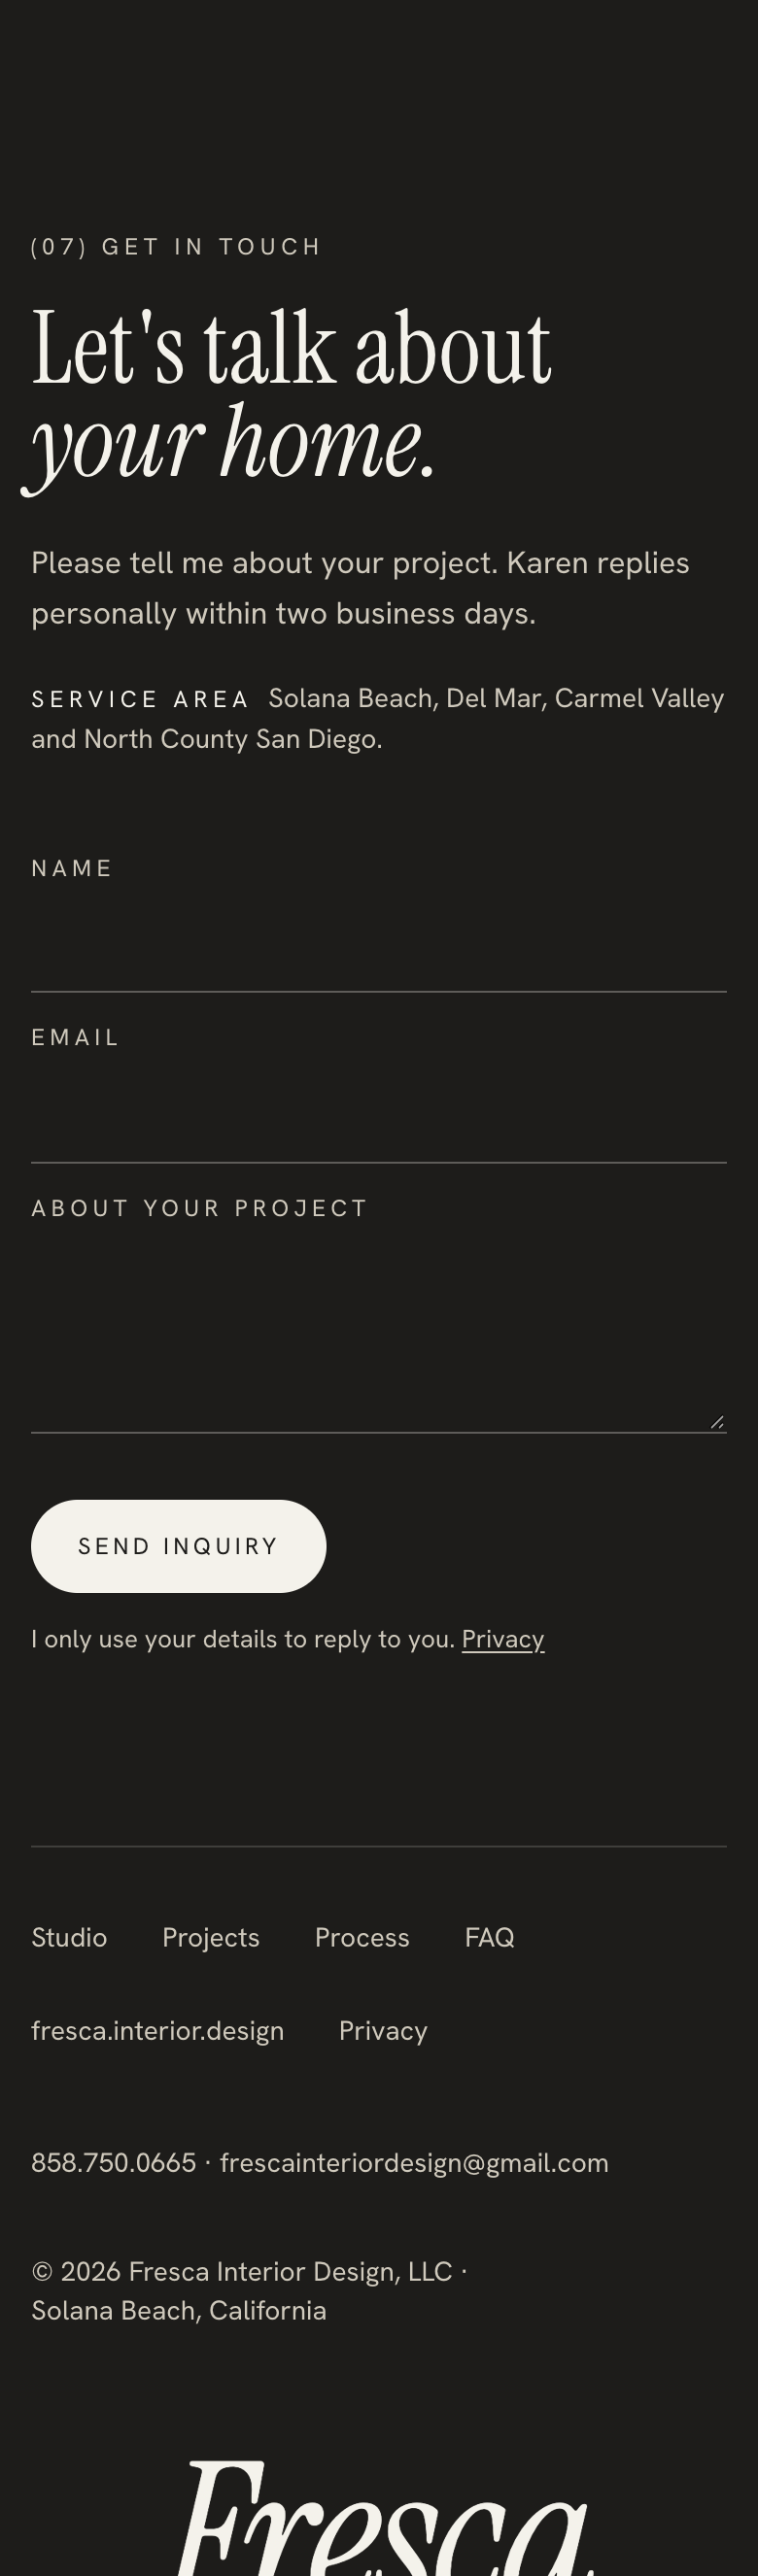 (07) GET IN TOUCH
Let's talk about
your home.
Please tell me about your project. Karen replies
personally within two business days.
SERVICE AREA Solana Beach, Del Mar, Carmel Valley
and North County San Diego.
NAME
EMAIL
ABOUT YOUR PROJECT
SEND INQUIRY
I only use your details to reply to you. Privacy
Studio Projects Process FAQ
fresca.interior.design Privacy
858.750.0665 · frescainteriordesign@gmail.com
© 2026 Fresca Interior Design, LLC ·
Solana Beach, California
Fresca